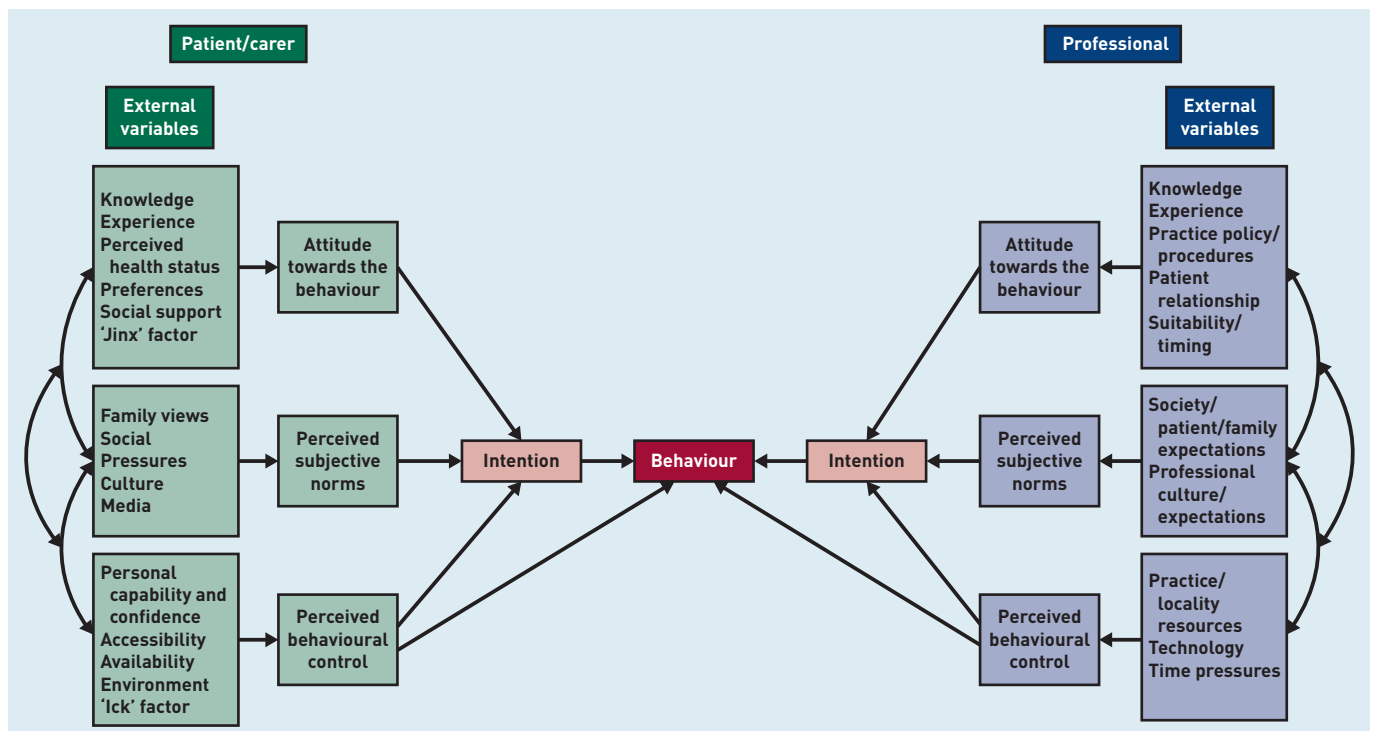 Patient/carer
Professional
External
variables
External
variables
Knowledge
Experience
Perceived
health status
Preferences
Social support
‘Jinx’ factor
Attitude
towards the
behaviour
Attitude
towards the
behaviour
Knowledge
Experience
Practice policy/
procedures
Patient
relationship
Suitability/
timing
Family views
Social
Pressures
Culture
Media
Perceived
subjective
norms
Intention
Behaviour
Intention
Perceived
subjective
norms
Society/
patient/family
expectations
Professional
culture/
expectations
Personal
capability and
confidence
Accessibility
Availability
Environment
‘Ick’ factor
Perceived
behavioural
control
Perceived
behavioural
control
Practice/
locality
resources
Technology
Time pressures